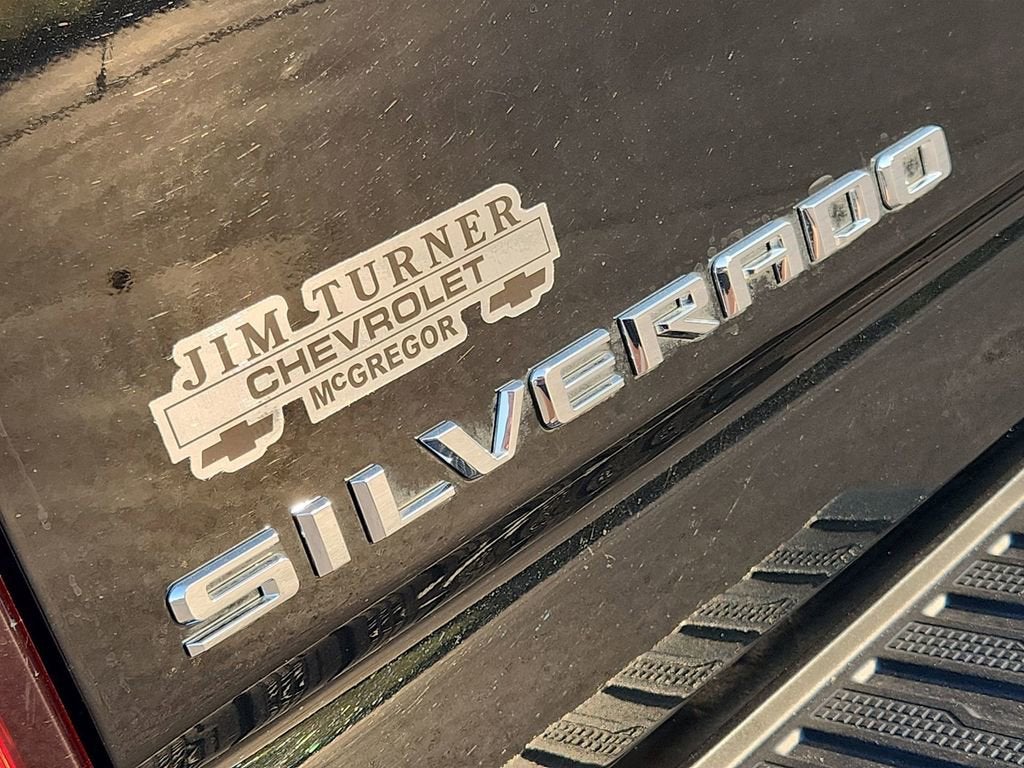 JIM TURNER
CHEVROLET
McGREGOR
SILVERADO